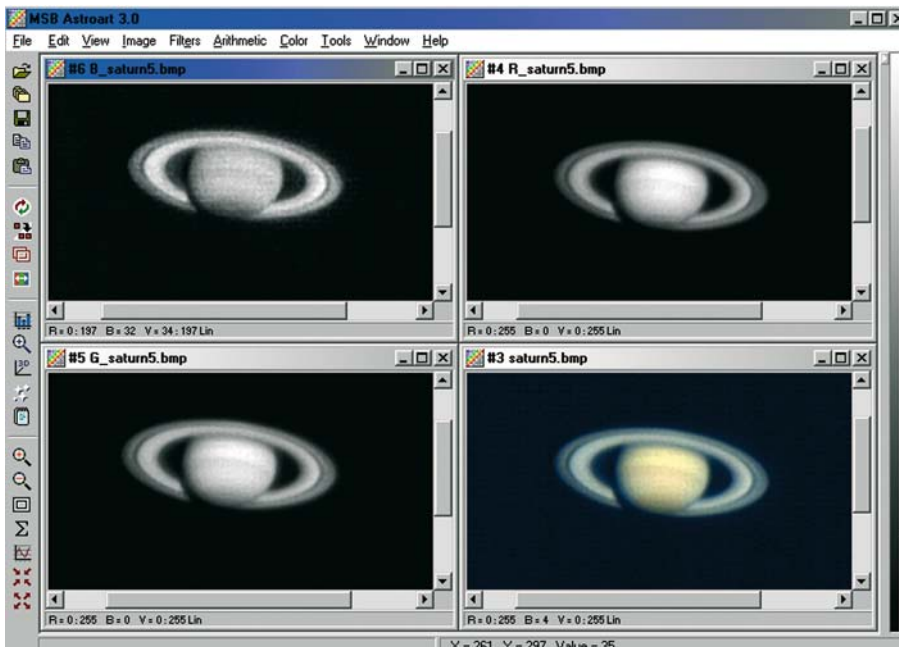 MSB Astroart 3.0
File Edit View Image Filters Arithmetic Color Tools Window Help
#6 B_saturn5.bmp
R = 0 : 197 B = 32 V = 34 : 197 Lin
#4 R_saturn5.bmp
R = 0 : 255 B = 0 V = 0 : 255 Lin
#5 G_saturn5.bmp
R = 0 : 255 B = 0 V = 0 : 255 Lin
#3 saturn5.bmp
R = 0 : 255 B = 4 V = 0 : 255 Lin
3D
X = 261 Y = 297 Value = 25